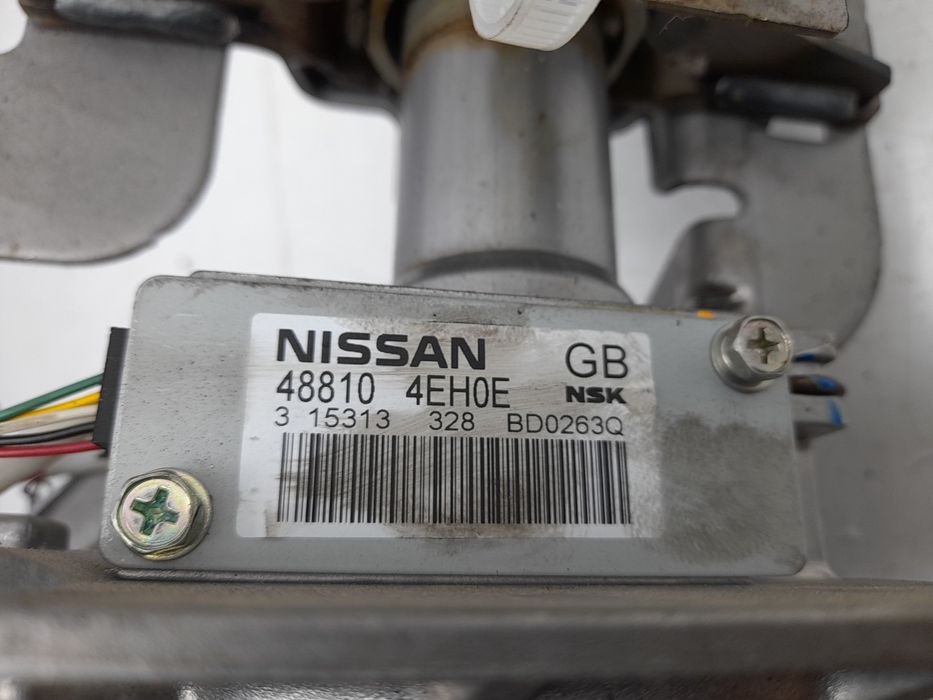 NISSAN GB
48810 4EH0E NSK
3 15313 328 BD0263Q